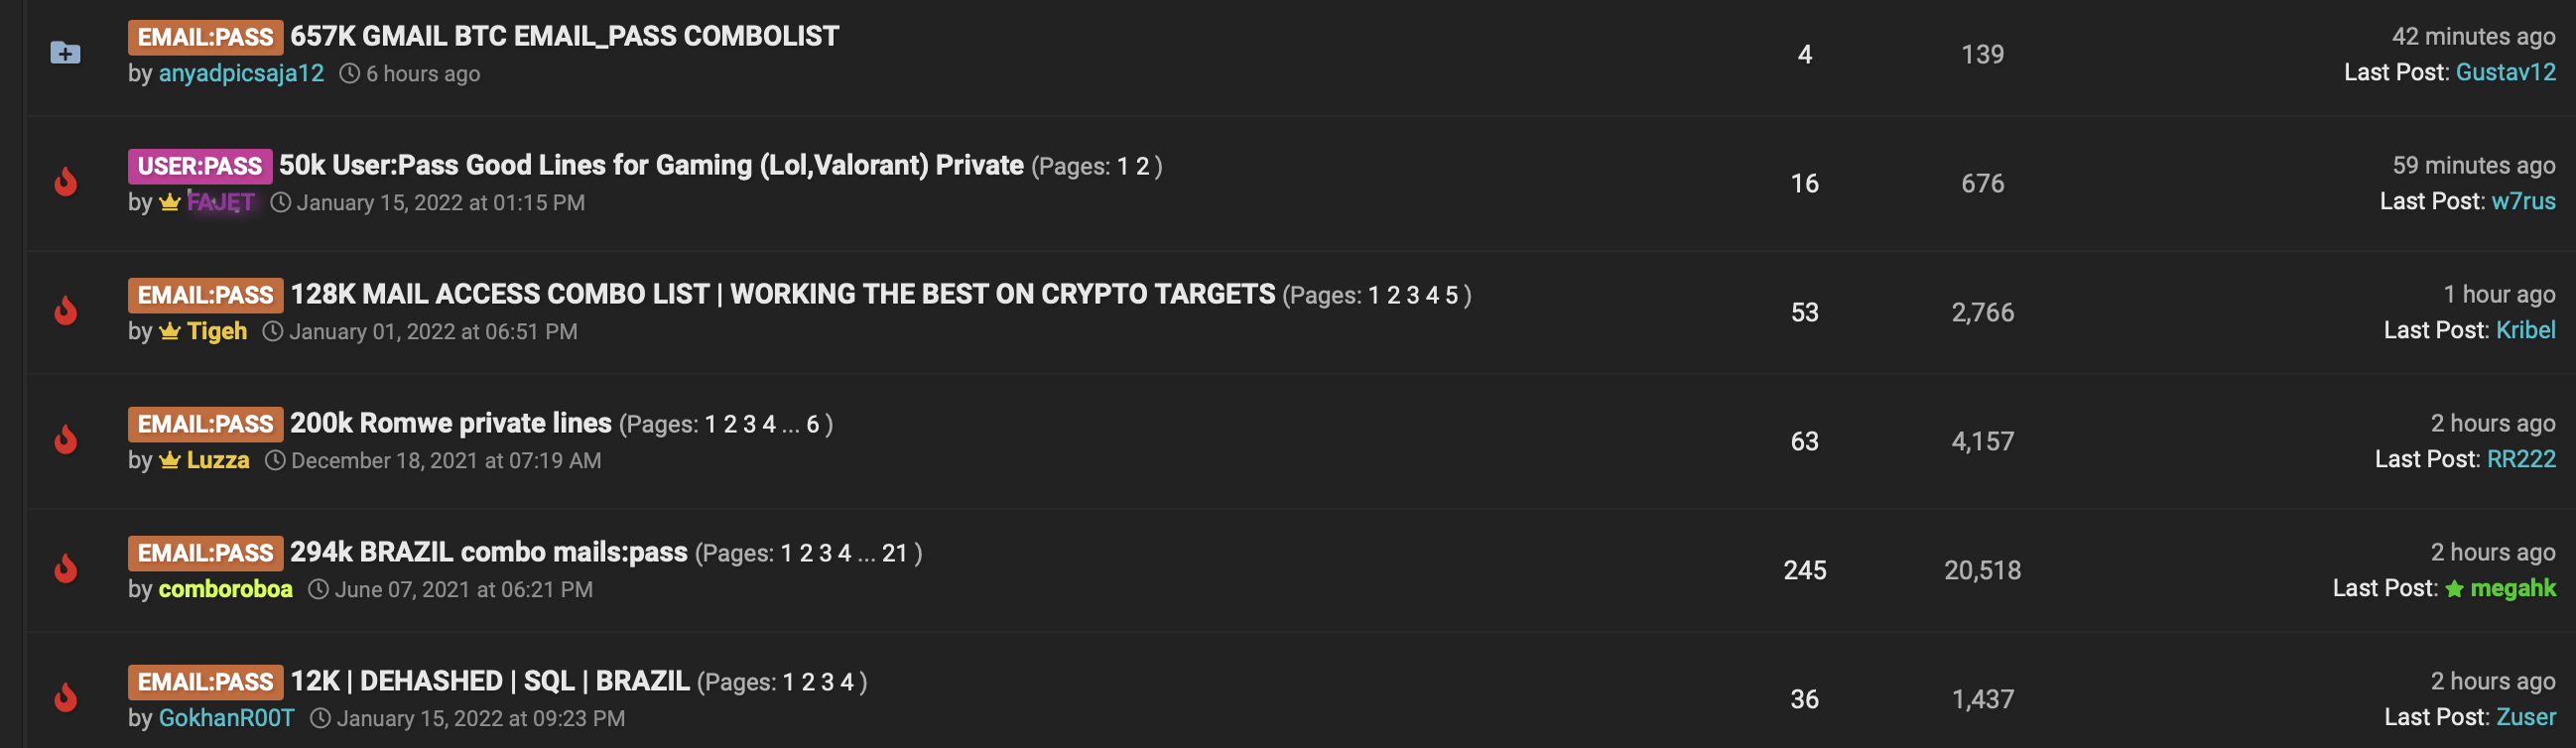 EMAIL:PASS 657K GMAIL BTC EMAIL_PASS COMBOLIST
by anyadpicsaja12 6 hours ago
4
139
42 minutes ago
Last Post: Gustav12
USER:PASS 50k User:Pass Good Lines for Gaming (Lol,Valorant) Private (Pages: 1 2 )
by FAJET January 15, 2022 at 01:15 PM
16
676
59 minutes ago
Last Post: w7rus
EMAIL:PASS 128K MAIL ACCESS COMBO LIST | WORKING THE BEST ON CRYPTO TARGETS (Pages: 1 2 3 4 5 )
by Tigeh January 01, 2022 at 06:51 PM
53
2,766
1 hour ago
Last Post: Kribel
EMAIL:PASS 200k Romwe private lines (Pages: 1 2 3 4 ... 6 )
by Luzza December 18, 2021 at 07:19 AM
63
4,157
2 hours ago
Last Post: RR222
EMAIL:PASS 294k BRAZIL combo mails:pass (Pages: 1 2 3 4 ... 21 )
by comboroboa June 07, 2021 at 06:21 PM
245
20,518
2 hours ago
Last Post: megahk
EMAIL:PASS 12K | DEHASHED | SQL | BRAZIL (Pages: 1 2 3 4 )
by GokhanR00T January 15, 2022 at 09:23 PM
36
1,437
2 hours ago
Last Post: Zuser